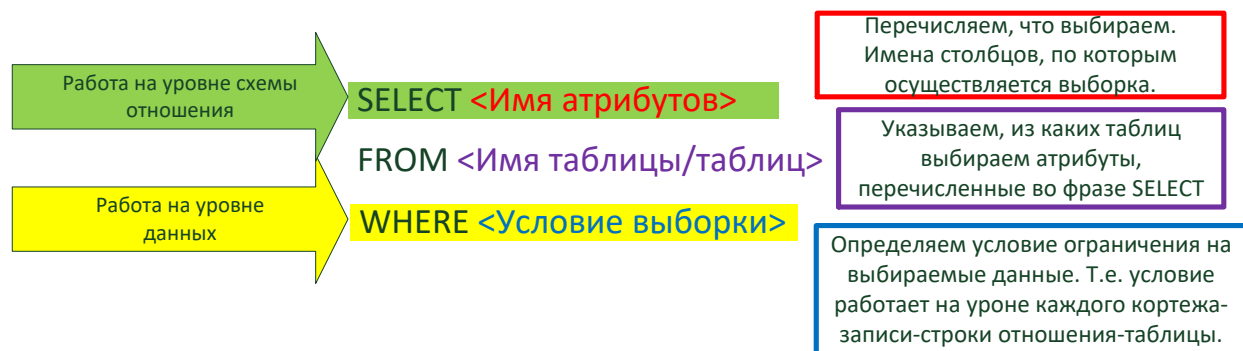 Работа на уровне схемы
отношения
SELECT <Имя атрибутов>
Перечисляем, что выбираем.
Имена столбцов, по которым
осуществляется выборка.
FROM <Имя таблицы/таблиц>
Указываем, из каких таблиц
выбираем атрибуты,
перечисленные во фразе SELECT
Работа на уровне
данных
WHERE <Условие выборки>
Определяем условие ограничения на
выбираемые данные. Т.е. условие
работает на уроне каждого кортежа-
записи-строки отношения-таблицы.